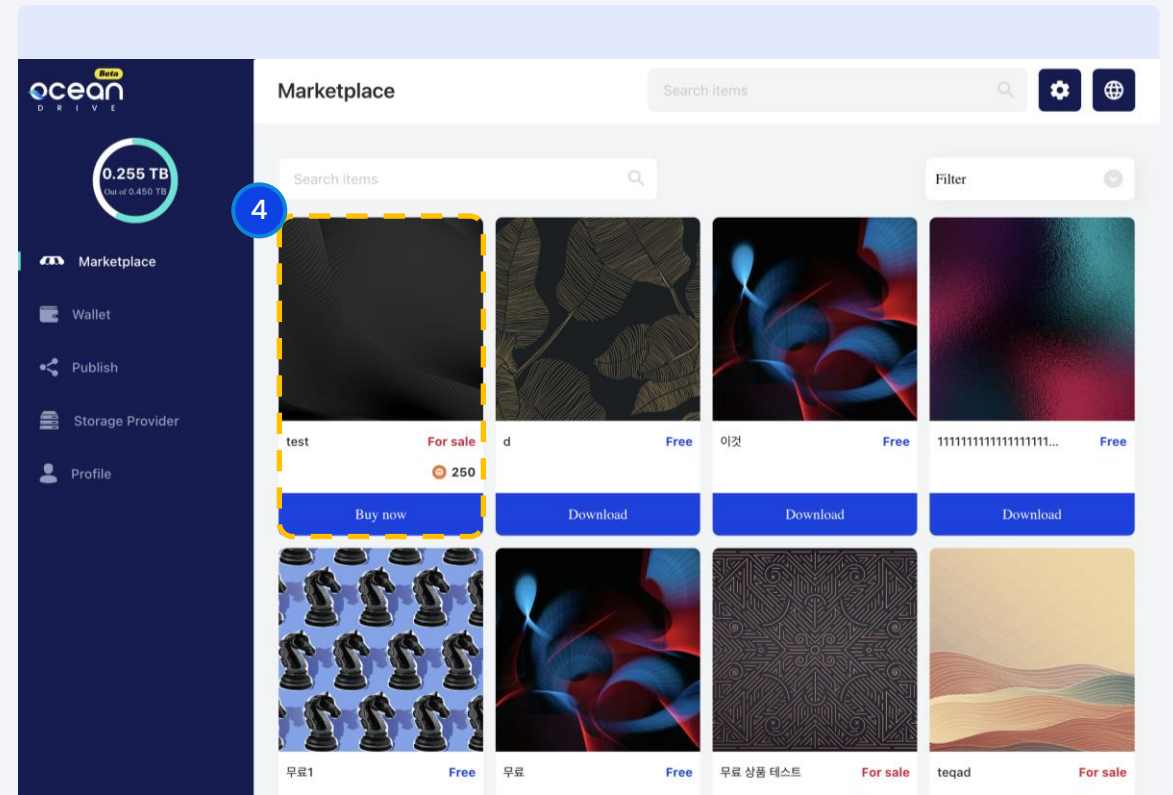 Beta
ocean
DRIVE
Marketplace
Search items
0.255 TB
Out of 0.450 TB
Search items
Filter
4
Marketplace
Wallet
Publish
Storage Provider
Profile
test For sale
250
Buy now
d Free
Download
이것 Free
Download
1111111111111111111... Free
Download
무료1 Free
무료 Free
무료 상품 테스트 For sale
teqad For sale